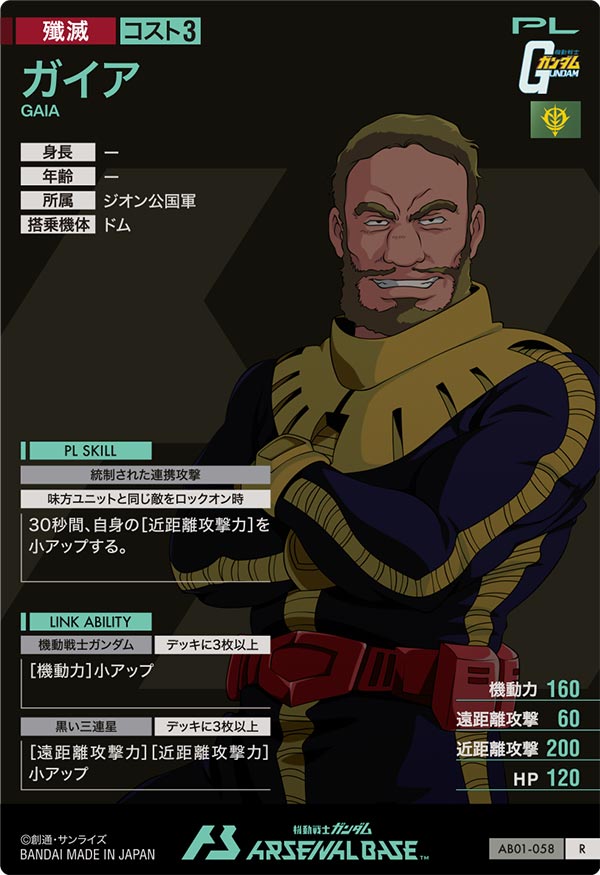 殲滅 コスト3
PL
ガイア
GAIA
機動戦士
ガンダム
GUNDAM
身長 ー
年齢 ー
所属 ジオン公国軍
搭乗機体 ドム
PL SKILL
統制された連携攻撃
味方ユニットと同じ敵をロックオン時
30秒間、自身の[近距離攻撃力]を
小アップする。
LINK ABILITY
機動戦士ガンダム デッキに3枚以上
[機動力]小アップ
黒い三連星 デッキに3枚以上
[遠距離攻撃力][近距離攻撃力]
小アップ
機動力 160
遠距離攻撃 60
近距離攻撃 200
HP 120
©創通・サンライズ
BANDAI MADE IN JAPAN
機動戦士ガンダム
ARSENAL BASE™
AB01-058 R